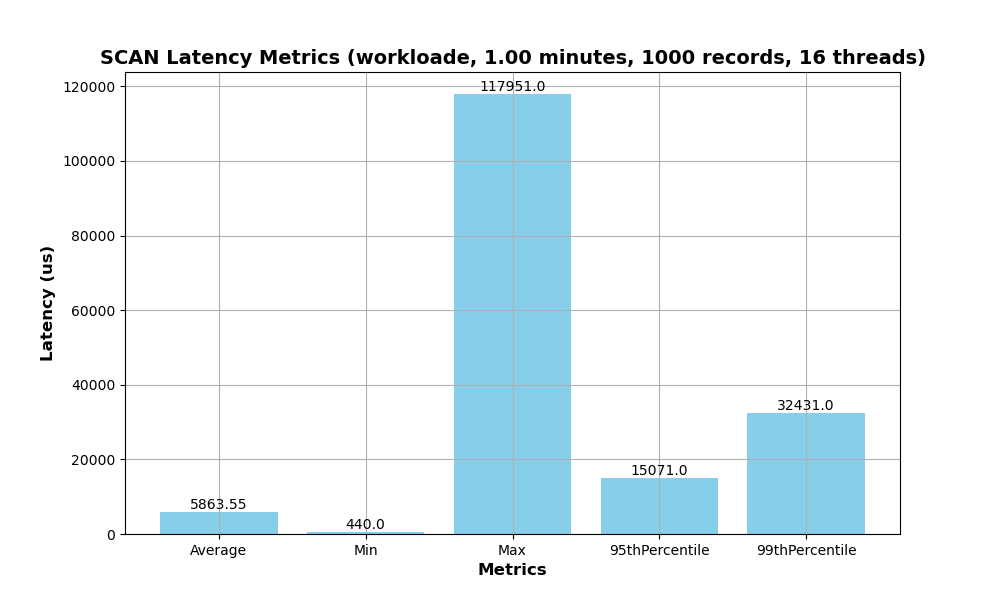 SCAN Latency Metrics (workloade, 1.00 minutes, 1000 records, 16 threads)
120000
100000
80000
60000
40000
20000
0
Latency (us)
5863.55
440.0
117951.0
15071.0
32431.0
Average
Min
Max
95thPercentile
99thPercentile
Metrics